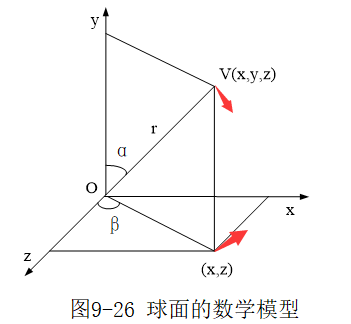 y
V(x,y,z)
r
α
O
x
β
z
(x,z)
图9-26 球面的数学模型